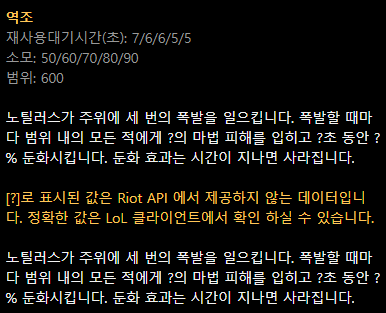 역조
재사용대기시간(초): 7/6/6/5/5
소모: 50/60/70/80/90
범위: 600
노틸러스가 주위에 세 번의 폭발을 일으킵니다. 폭발할 때마
다 범위 내의 모든 적에게 ?의 마법 피해를 입히고 ?초 동안 ?
% 둔화시킵니다. 둔화 효과는 시간이 지나면 사라집니다.
[?]로 표시된 값은 Riot API 에서 제공하지 않는 데이터입니
다. 정확한 값은 LoL 클라이언트에서 확인 하실 수 있습니다.
노틸러스가 주위에 세 번의 폭발을 일으킵니다. 폭발할 때마
다 범위 내의 모든 적에게 ?의 마법 피해를 입히고 ?초 동안 ?
% 둔화시킵니다. 둔화 효과는 시간이 지나면 사라집니다.